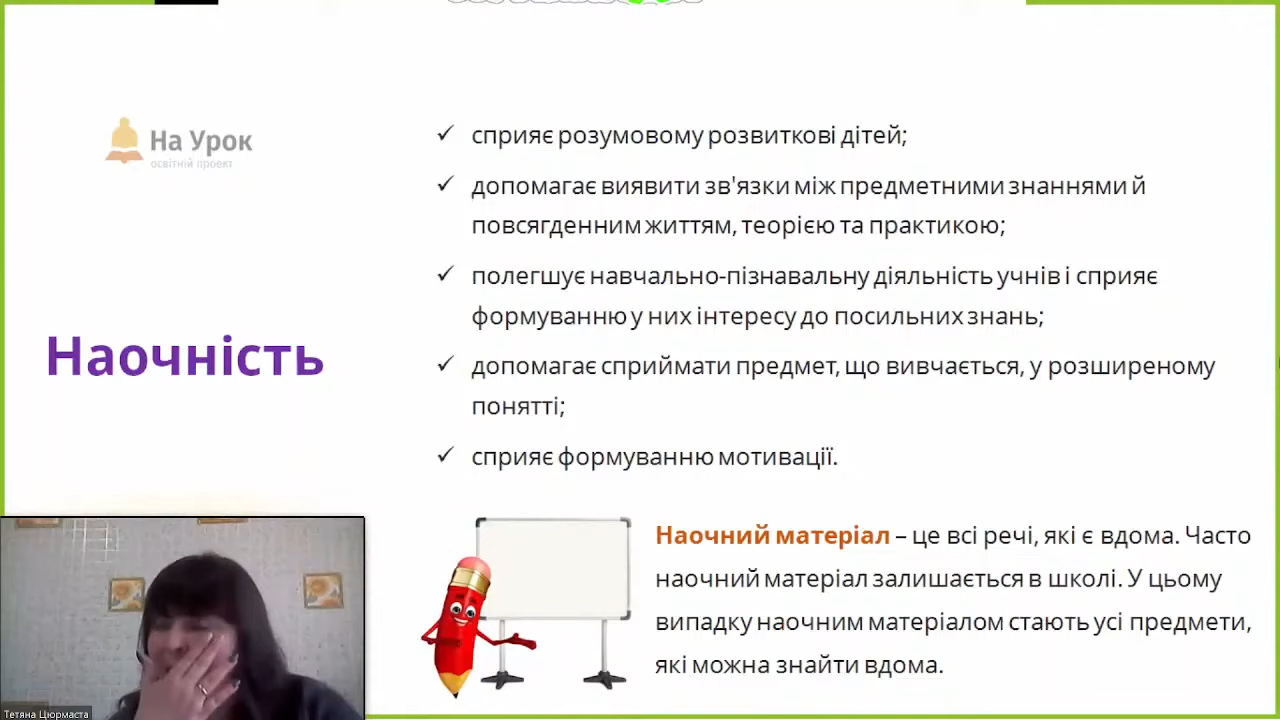 На Урок
освітній проект
Наочність
сприяє розумовому розвиткові дітей;
допомагає виявити зв'язки між предметними знаннями й
повсягденним життям, теорією та практикою;
полегшує навчально-пізнавальну діяльність учнів і сприяє
формуванню у них інтересу до посильних знань;
допомагає сприймати предмет, що вивчається, у розширеному
понятті;
сприяє формуванню мотивації.
Наочний матеріал – це всі речі, які є вдома. Часто
наочний матеріал залишається в школі. У цьому
випадку наочним матеріалом стають усі предмети,
які можна знайти вдома.
Тетяна Цюрмаста